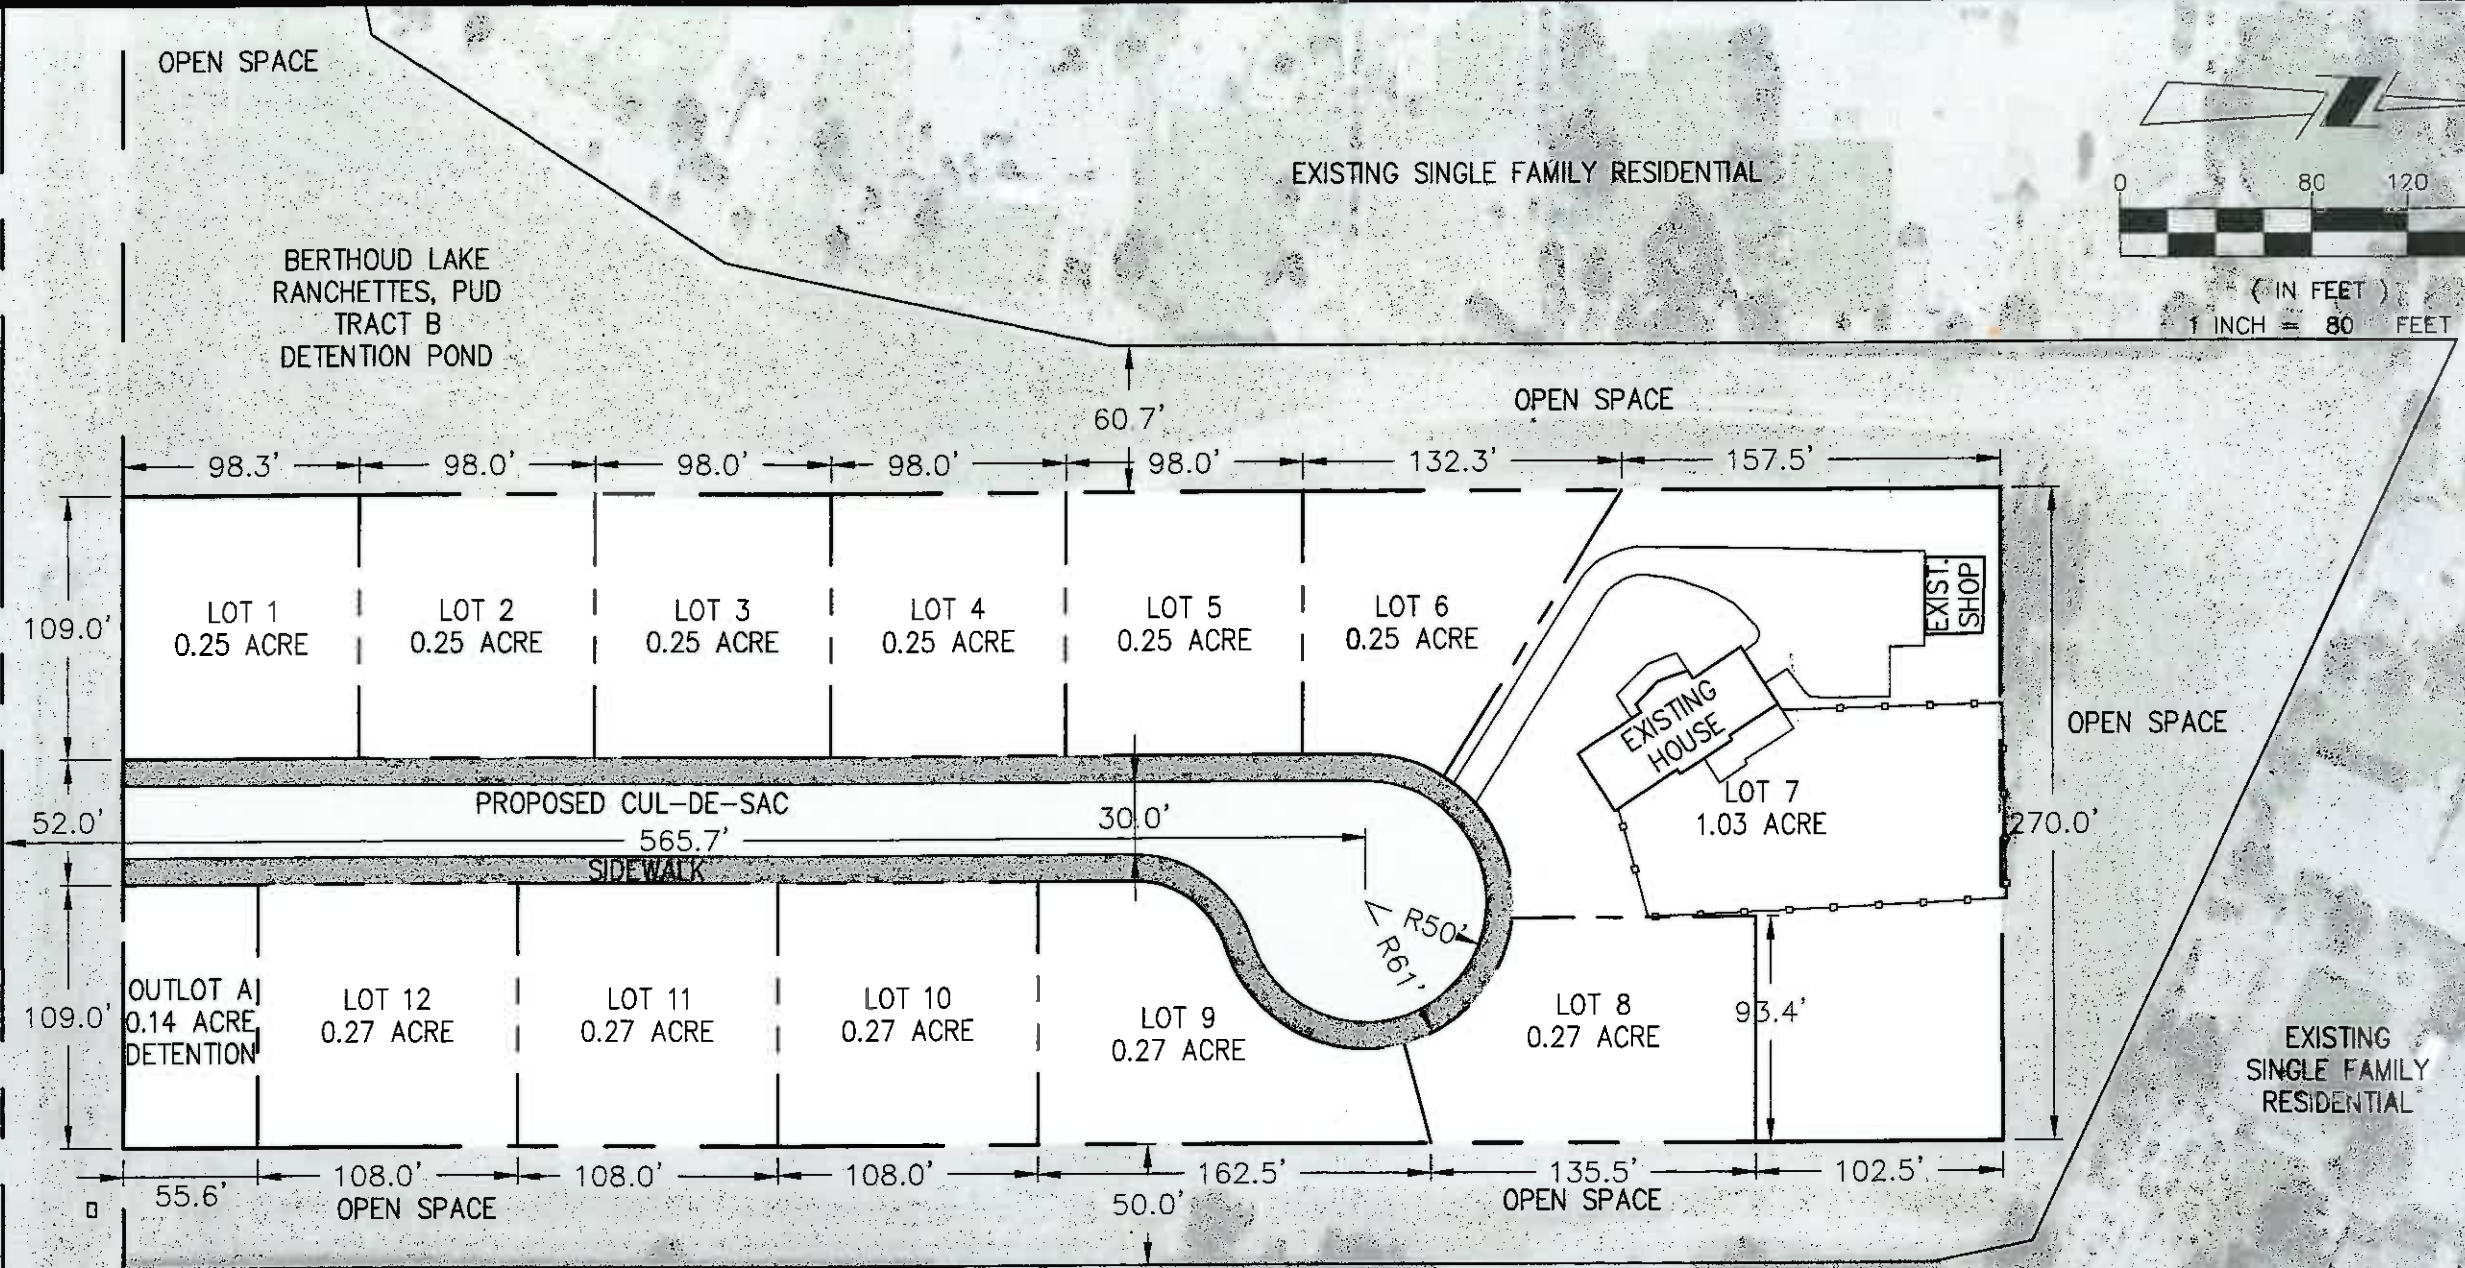 OPEN SPACE
EXISTING SINGLE FAMILY RESIDENTIAL
0 80 120
( IN FEET )
1 INCH = 80 FEET
BERTHOUD LAKE
RANCHETTES, PUD
TRACT B
DETENTION POND
60.7'
OPEN SPACE
98.3' 98.0' 98.0' 98.0' 98.0' 132.3' 157.5'
109.0'
LOT 1
0.25 ACRE
LOT 2
0.25 ACRE
LOT 3
0.25 ACRE
LOT 4
0.25 ACRE
LOT 5
0.25 ACRE
LOT 6
0.25 ACRE
EXIST.
SHOP
EXISTING
HOUSE
LOT 7
1.03 ACRE
OPEN SPACE
270.0'
52.0'
PROPOSED CUL-DE-SAC
565.7'
30.0'
SIDEWALK
R50'
R61'
109.0'
OUTLOT A
0.14 ACRE
DETENTION
LOT 12
0.27 ACRE
LOT 11
0.27 ACRE
LOT 10
0.27 ACRE
LOT 9
0.27 ACRE
LOT 8
0.27 ACRE
93.4'
EXISTING
SINGLE FAMILY
RESIDENTIAL
55.6' 108.0' 108.0' 108.0' 162.5' 135.5' 102.5'
OPEN SPACE
50.0'
OPEN SPACE